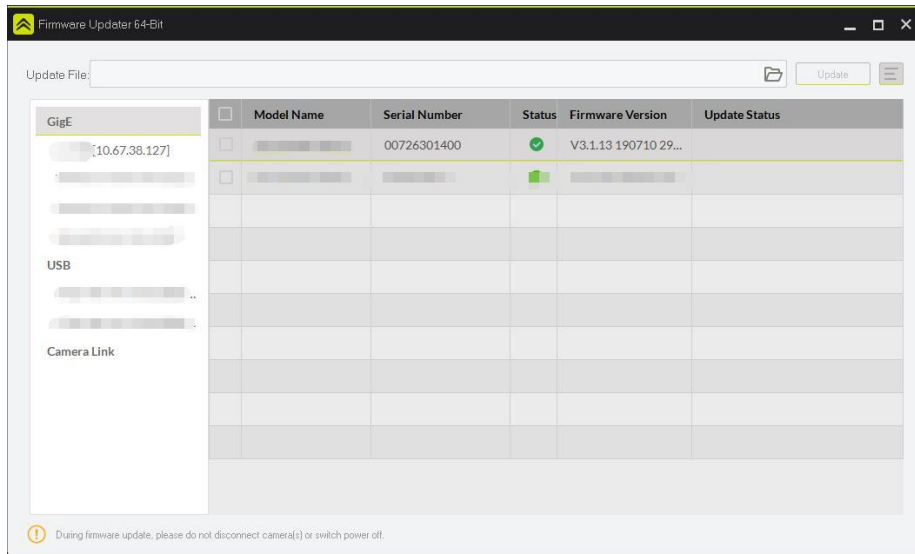 Firmware Updater 64-Bit
Update File:
Update
GigE
[10.67.38.127]
USB
..
.
Camera Link
Model Name Serial Number Status Firmware Version Update Status
00726301400 V3.1.13 190710 29...
During firmware update, please do not disconnect camera(s) or switch power off.